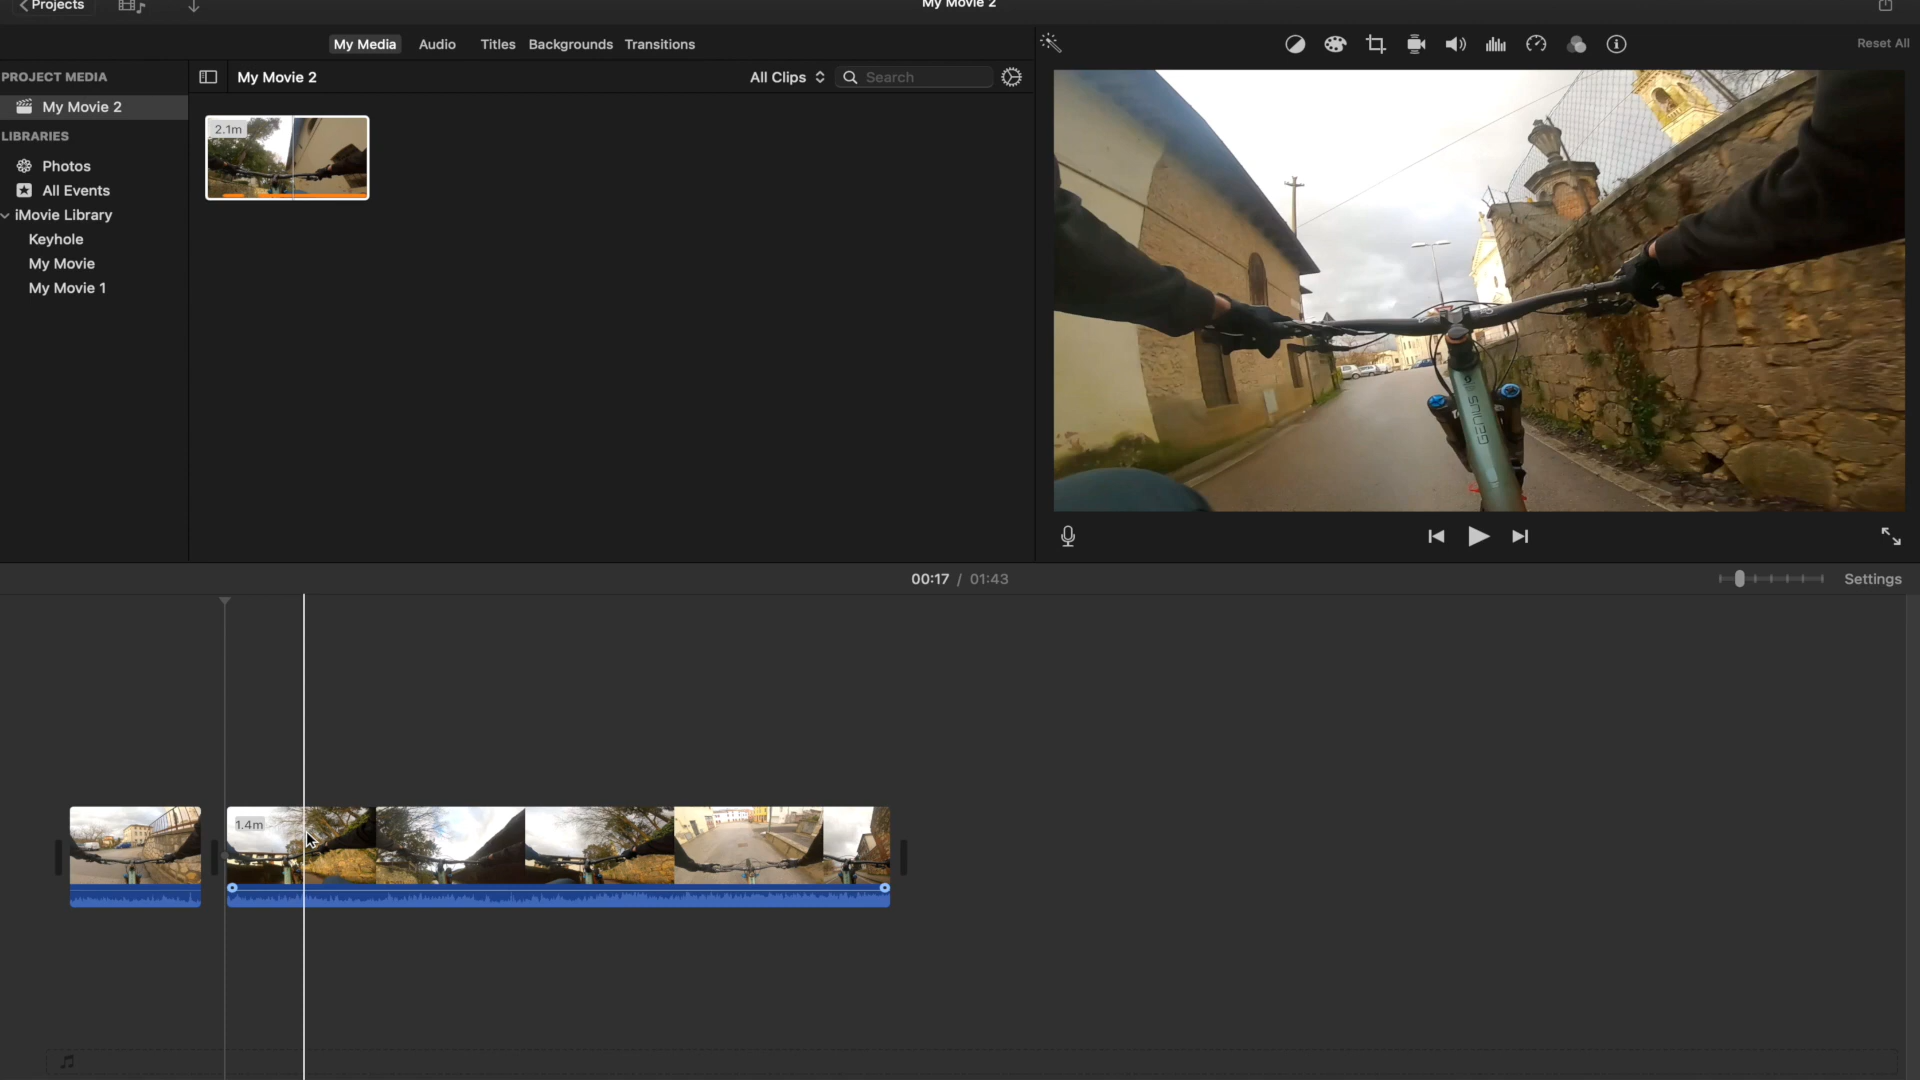 Projects
My Movie 2
My Media Audio Titles Backgrounds Transitions
Reset All
PROJECT MEDIA
My Movie 2
All Clips
Search
My Movie 2
LIBRARIES
2.1m
Photos
All Events
iMovie Library
Keyhole
My Movie
My Movie 1
GENIUS
00:17 / 01:43
Settings
1.4m